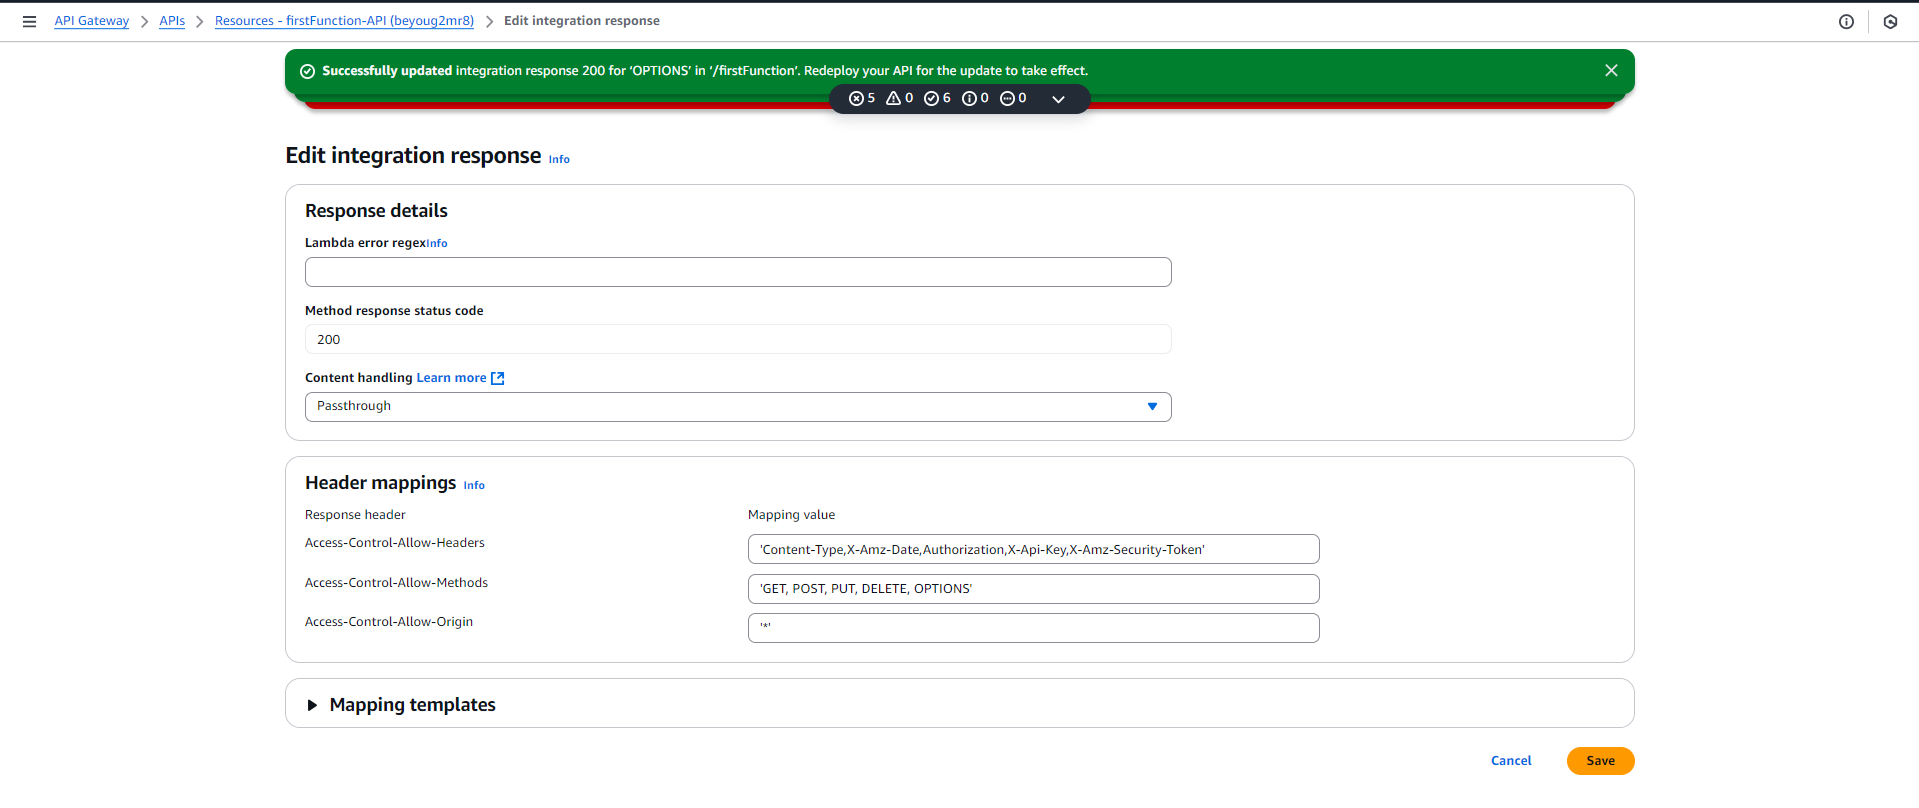 API Gateway > APIs > Resources - firstFunction-API (beyoug2mr8) > Edit integration response
Successfully updated integration response 200 for 'OPTIONS' in '/firstFunction'. Redeploy your API for the update to take effect.
5 0 6 0 0
Edit integration response Info
Response details
Lambda error regexInfo
Method response status code
200
Content handling Learn more
Passthrough
Header mappings Info
Response header Mapping value
Access-Control-Allow-Headers 'Content-Type,X-Amz-Date,Authorization,X-Api-Key,X-Amz-Security-Token'
Access-Control-Allow-Methods 'GET, POST, PUT, DELETE, OPTIONS'
Access-Control-Allow-Origin '*'
Mapping templates
Cancel Save